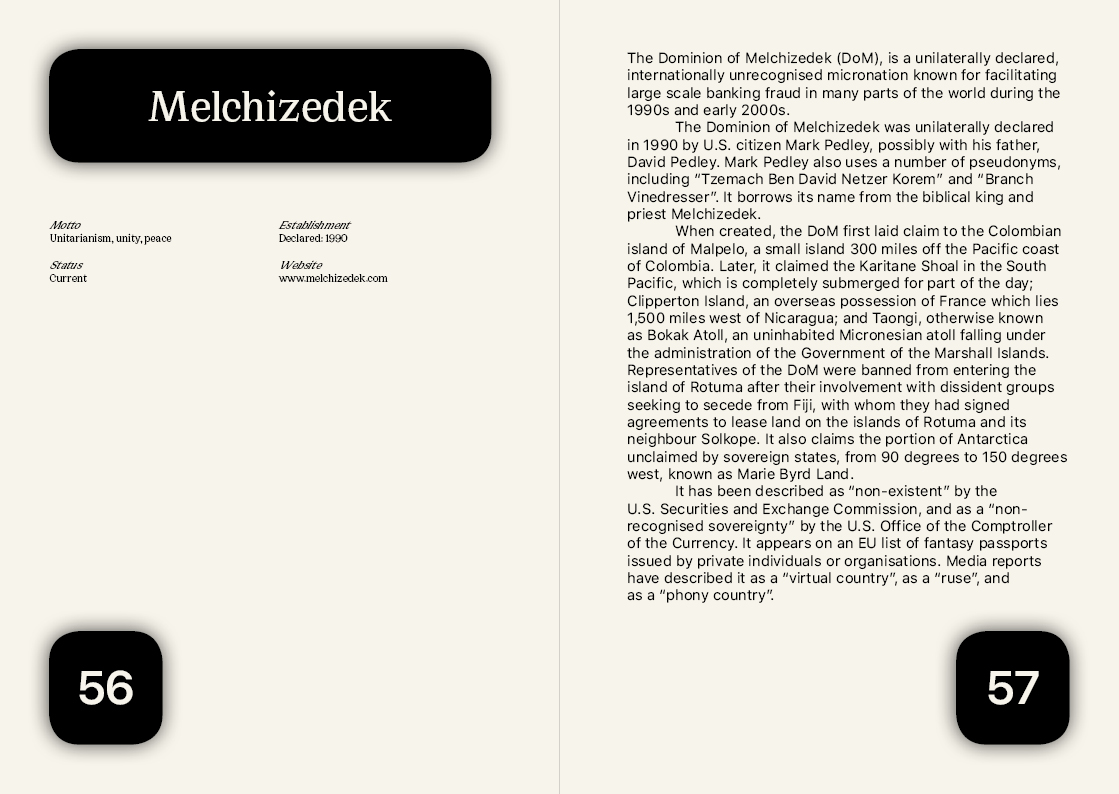 Melchizedek
Motto
Unitarianism, unity, peace
Establishment
Declared: 1990
Status
Current
Website
www.melchizedek.com
56
The Dominion of Melchizedek (DoM), is a unilaterally declared,
internationally unrecognised micronation known for facilitating
large scale banking fraud in many parts of the world during the
1990s and early 2000s.
The Dominion of Melchizedek was unilaterally declared
in 1990 by U.S. citizen Mark Pedley, possibly with his father,
David Pedley. Mark Pedley also uses a number of pseudonyms,
including “Tzemach Ben David Netzer Korem” and “Branch
Vinedresser”. It borrows its name from the biblical king and
priest Melchizedek.
When created, the DoM first laid claim to the Colombian
island of Malpelo, a small island 300 miles off the Pacific coast
of Colombia. Later, it claimed the Karitane Shoal in the South
Pacific, which is completely submerged for part of the day;
Clipperton Island, an overseas possession of France which lies
1,500 miles west of Nicaragua; and Taongi, otherwise known
as Bokak Atoll, an uninhabited Micronesian atoll falling under
the administration of the Government of the Marshall Islands.
Representatives of the DoM were banned from entering the
island of Rotuma after their involvement with dissident groups
seeking to secede from Fiji, with whom they had signed
agreements to lease land on the islands of Rotuma and its
neighbour Solkope. It also claims the portion of Antarctica
unclaimed by sovereign states, from 90 degrees to 150 degrees
west, known as Marie Byrd Land.
It has been described as “non-existent” by the
U.S. Securities and Exchange Commission, and as a “non-
recognised sovereignty” by the U.S. Office of the Comptroller
of the Currency. It appears on an EU list of fantasy passports
issued by private individuals or organisations. Media reports
have described it as a “virtual country”, as a “ruse”, and
as a “phony country”.
57